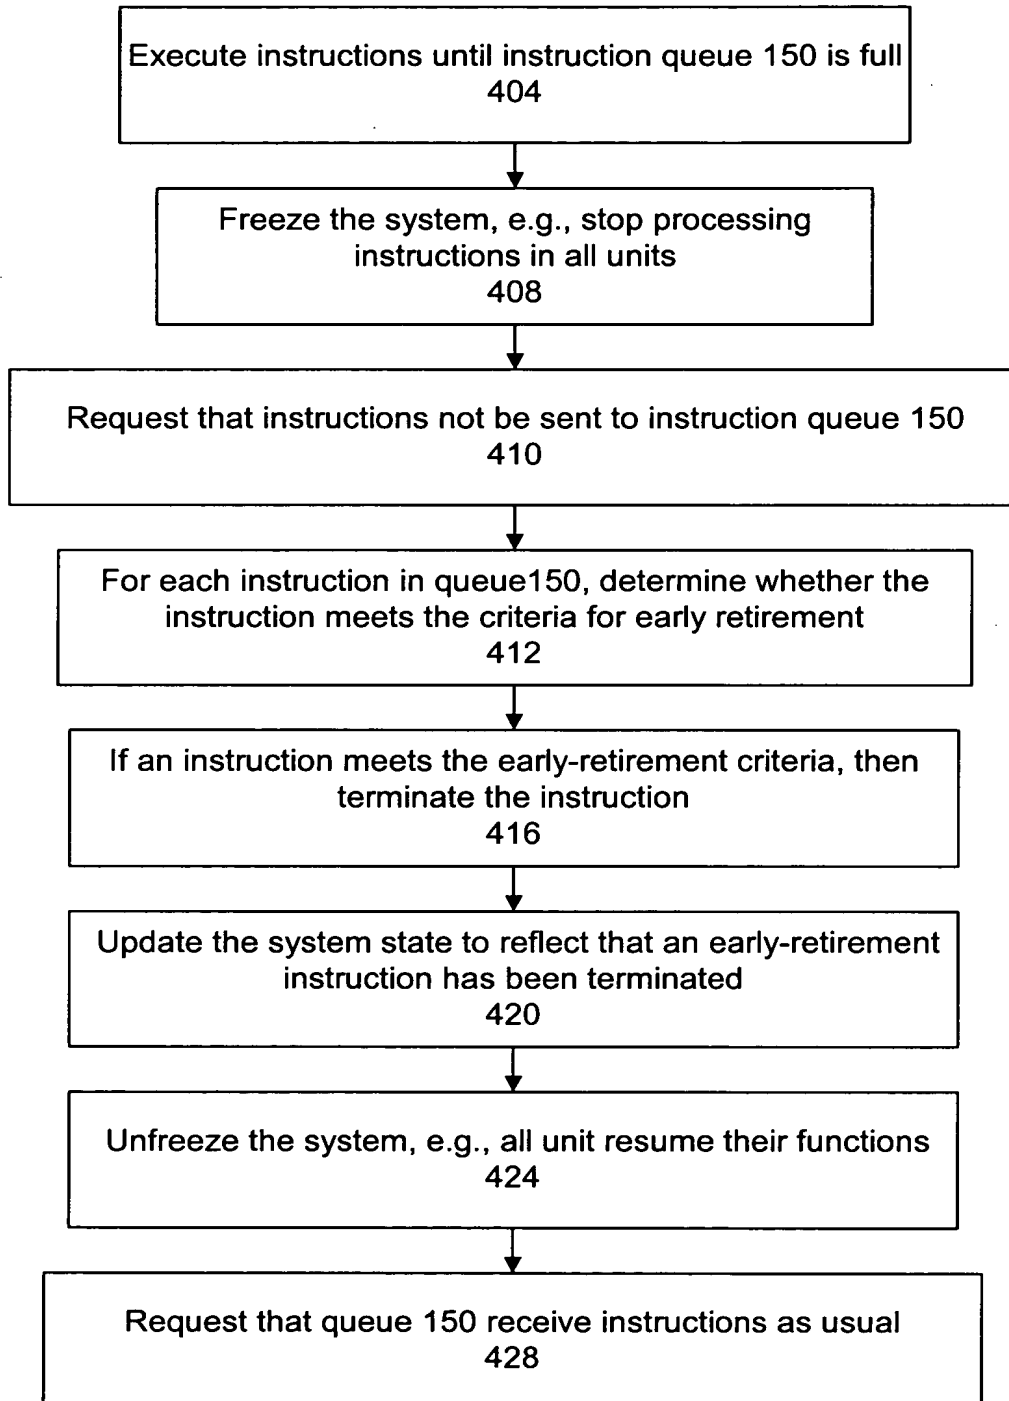 Execute instructions until instruction queue 150 is full
404
Freeze the system, e.g., stop processing
instructions in all units
408
Request that instructions not be sent to instruction queue 150
410
For each instruction in queue150, determine whether the
instruction meets the criteria for early retirement
412
If an instruction meets the early-retirement criteria, then
terminate the instruction
416
Update the system state to reflect that an early-retirement
instruction has been terminated
420
Unfreeze the system, e.g., all unit resume their functions
424
Request that queue 150 receive instructions as usual
428